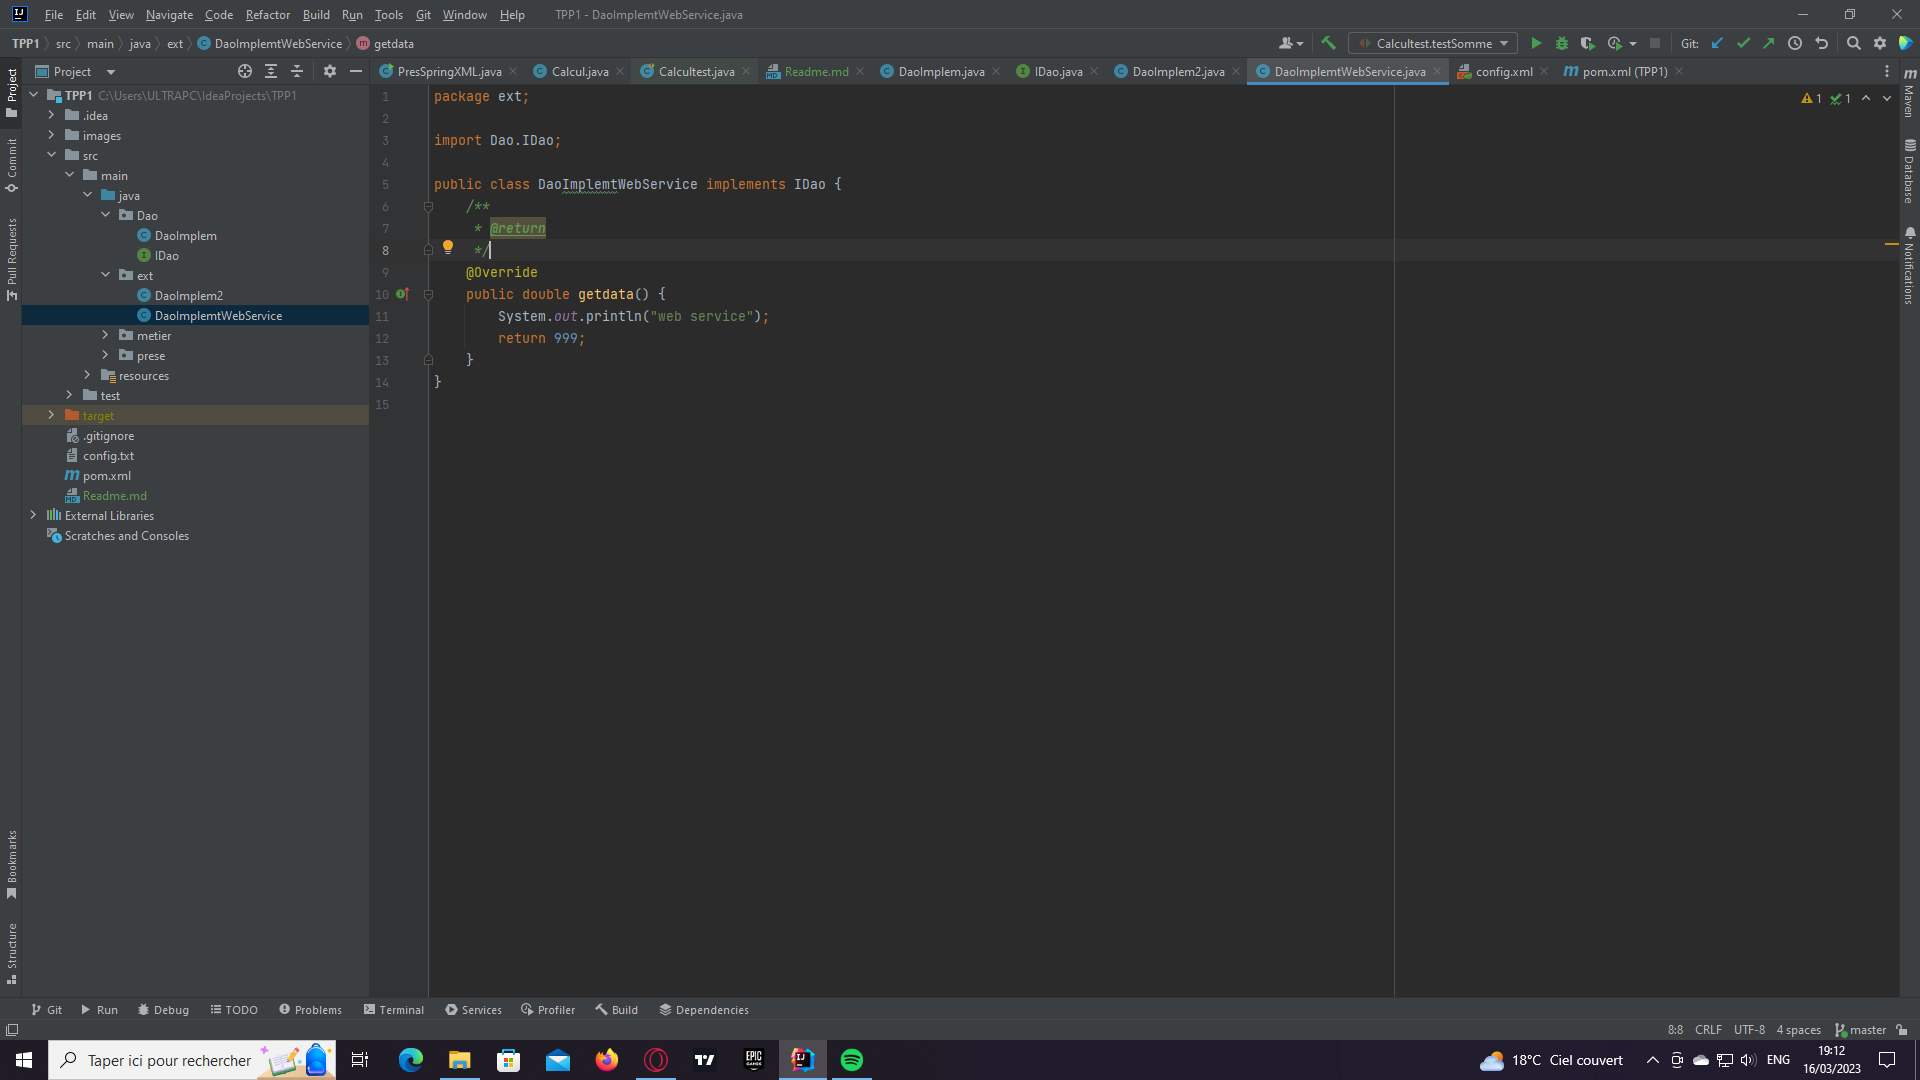 File Edit View Navigate Code Refactor Build Run Tools Git Window Help TPP1 - DaoImplemtWebService.java
TPP1 src main java ext DaoImplemtWebService getdata Calcultest.testSomme Git:
Project PresSpringXML.java Calcul.java Calcultest.java Readme.md DaoImplem.java IDao.java DaoImplem2.java DaoImplemtWebService.java config.xml pom.xml (TPP1)
TPP1 C:\Users\ULTRAPC\IdeaProjects\TPP1
.idea
images
src
main
java
Dao
DaoImplem
IDao
ext
DaoImplem2
DaoImplemtWebService
metier
prese
resources
test
target
.gitignore
config.txt
pom.xml
Readme.md
External Libraries
Scratches and Consoles
1 package ext;
2
3 import Dao.IDao;
4
5 public class DaoImplemtWebService implements IDao {
6 /**
7 * @return
8 */
9 @Override
10 public double getdata() {
11 System.out.println("web service");
12 return 999;
13 }
14 }
15
1 1
Project
Commit
Pull Requests
Bookmarks
Structure
Maven
Database
Notifications
Git Run Debug TODO Problems Terminal Services Profiler Build Dependencies
8:8 CRLF UTF-8 4 spaces master
Taper ici pour rechercher
18°C Ciel couvert ENG 19:12
16/03/2023